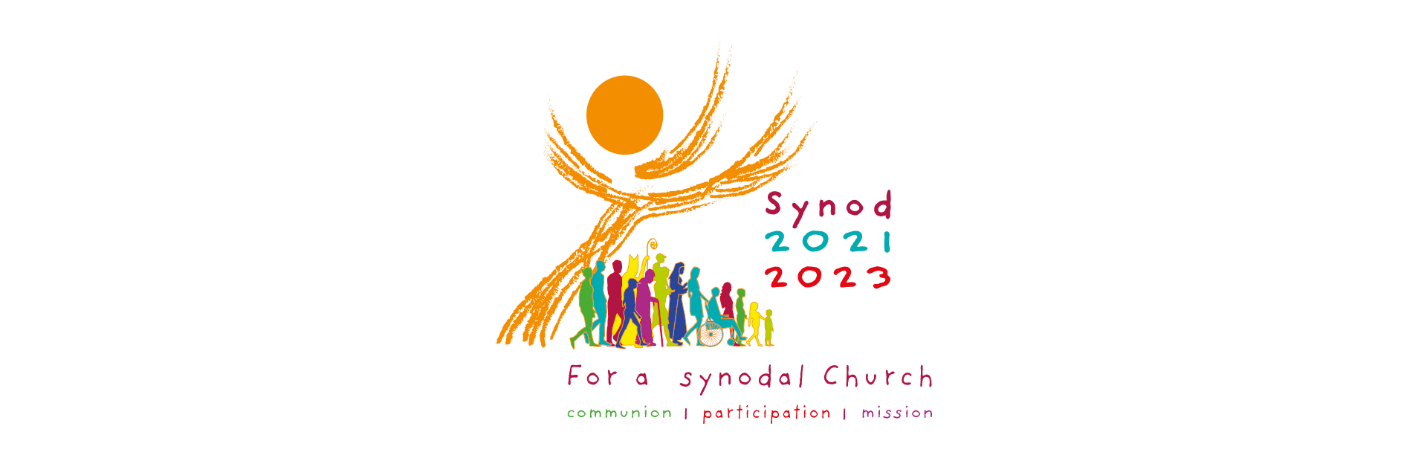 Synod
2021
2023
For a synodal Church
communion | participation | mission